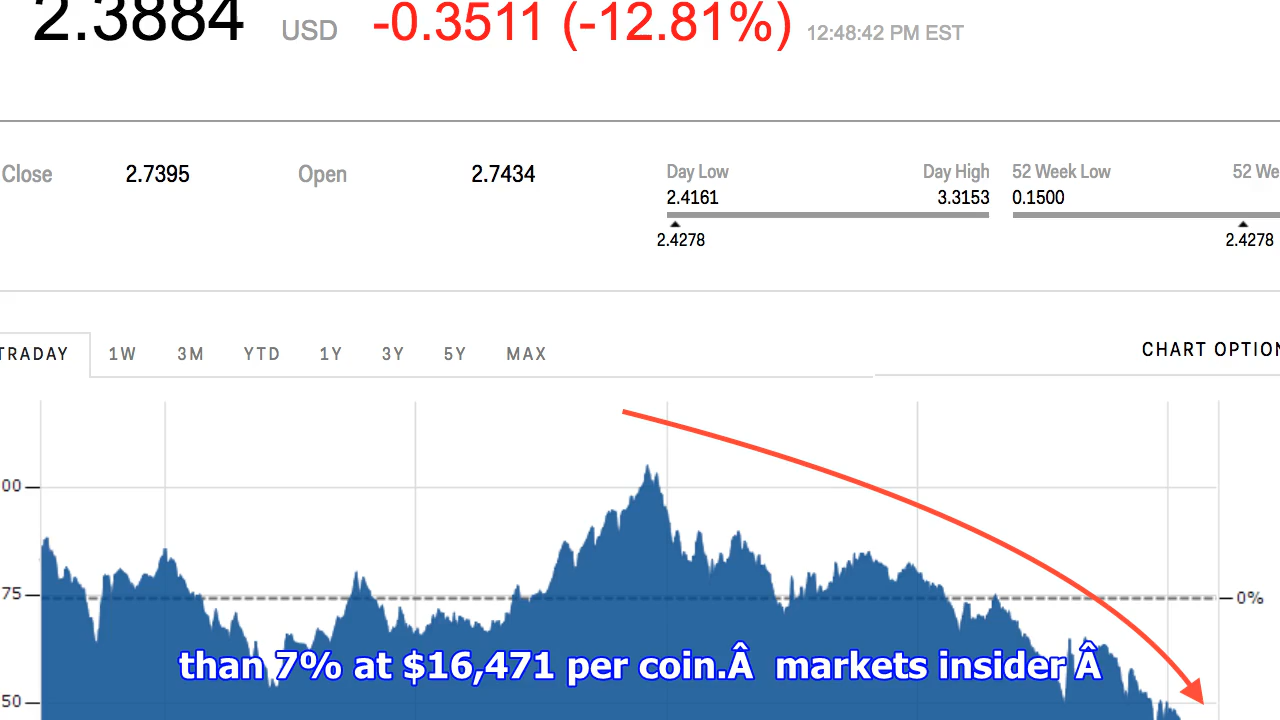 2.3884 USD -0.3511 (-12.81%) 12:48:42 PM EST
Close 2.7395 Open 2.7434 Day Low Day High 52 Week Low 52 We
2.4161 3.3153 0.1500
2.4278 2.4278
TRADAY 1W 3M YTD 1Y 3Y 5Y MAX CHART OPTION
00
75 0%
than 7% at $16,471 per coin.Â markets insider Â
50